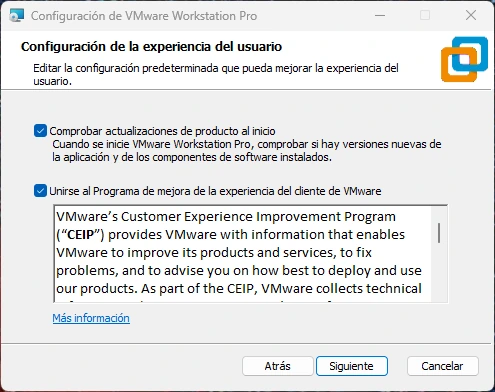 Configuración de VMware Workstation Pro
Configuración de la experiencia del usuario
Editar la configuración predeterminada que pueda mejorar la experiencia del
usuario.
Comprobar actualizaciones de producto al inicio
Cuando se inicie VMware Workstation Pro, comprobar si hay versiones nuevas de
la aplicación y de los componentes de software instalados.
Unirse al Programa de mejora de la experiencia del cliente de VMware
VMware’s Customer Experience Improvement Program
(“CEIP”) provides VMware with information that enables
VMware to improve its products and services, to fix
problems, and to advise you on how best to deploy and use
our products. As part of the CEIP, VMware collects technical
Más información
Atrás
Siguiente
Cancelar